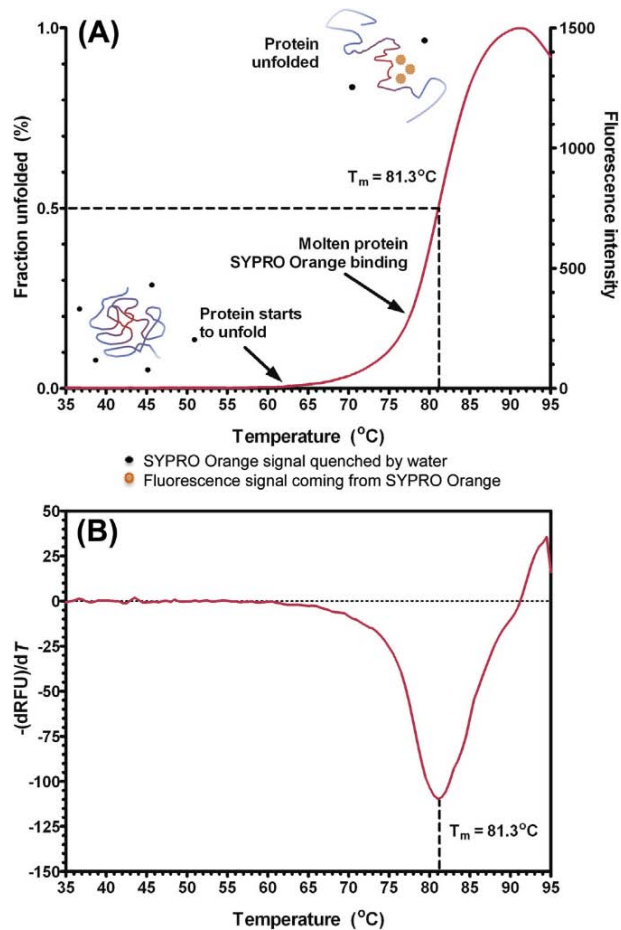 (A)
Protein
unfolded
Fraction unfolded (%)
1.0
0.5
0.0
Fluorescence intensity
1500
1000
500
0
T_m = 81.3°C
Molten protein
SYPRO Orange binding
Protein starts
to unfold
35 40 45 50 55 60 65 70 75 80 85 90 95
Temperature (°C)
SYPRO Orange signal quenched by water
Fluorescence signal coming from SYPRO Orange
(B)
-(dRFU)/dT
50
25
0
-25
-50
-75
-100
-125
-150
T_m = 81.3°C
35 40 45 50 55 60 65 70 75 80 85 90 95
Temperature (°C)